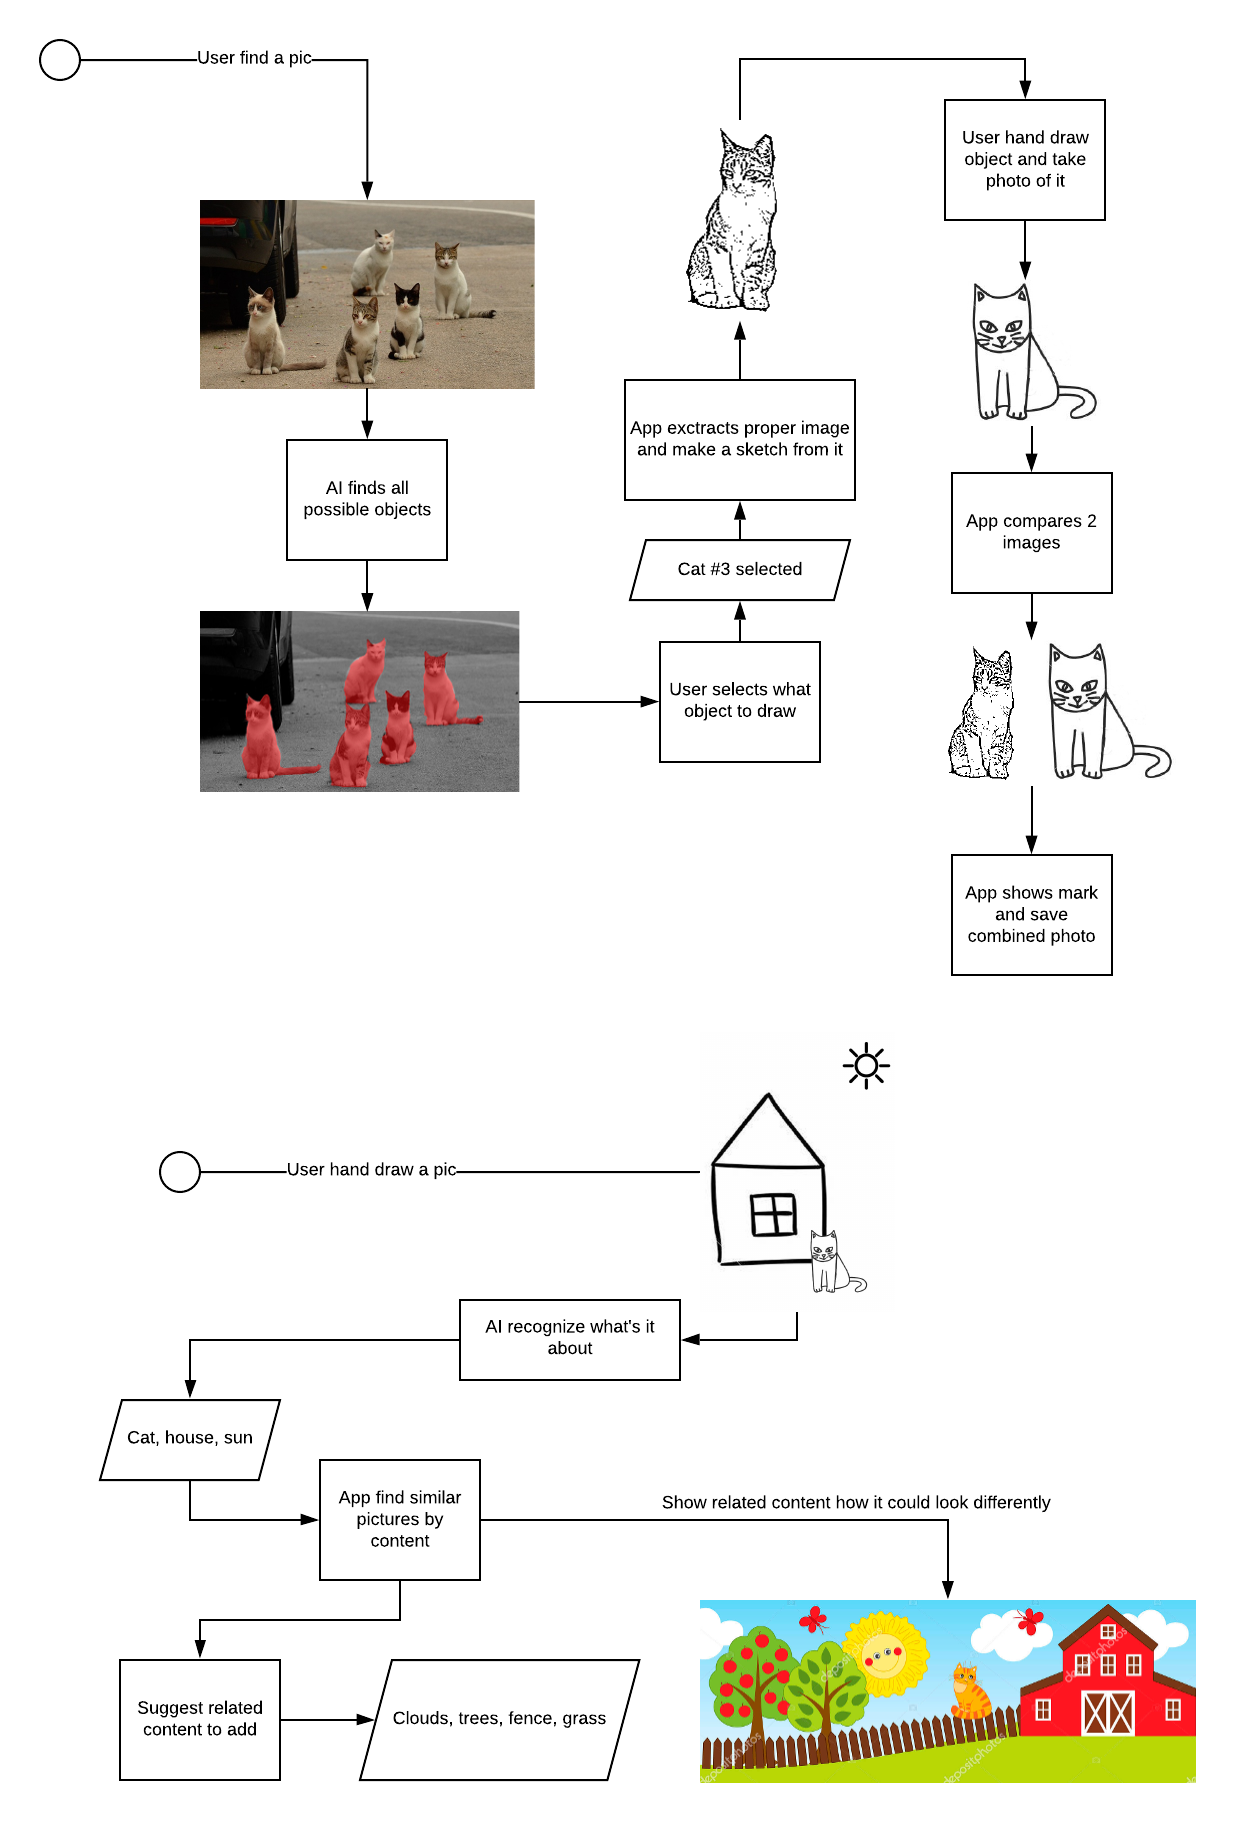 User find a pic
AI finds all
possible objects
User selects what
object to draw
Cat #3 selected
App exctracts proper image
and make a sketch from it
User hand draw
object and take
photo of it
App compares 2
images
App shows mark
and save
combined photo
User hand draw a pic
AI recognize what's it
about
Cat, house, sun
App find similar
pictures by
content
Show related content how it could look differently
Suggest related
content to add
Clouds, trees, fence, grass
depositphotos
depositphotos
depositphotos
depositphotos